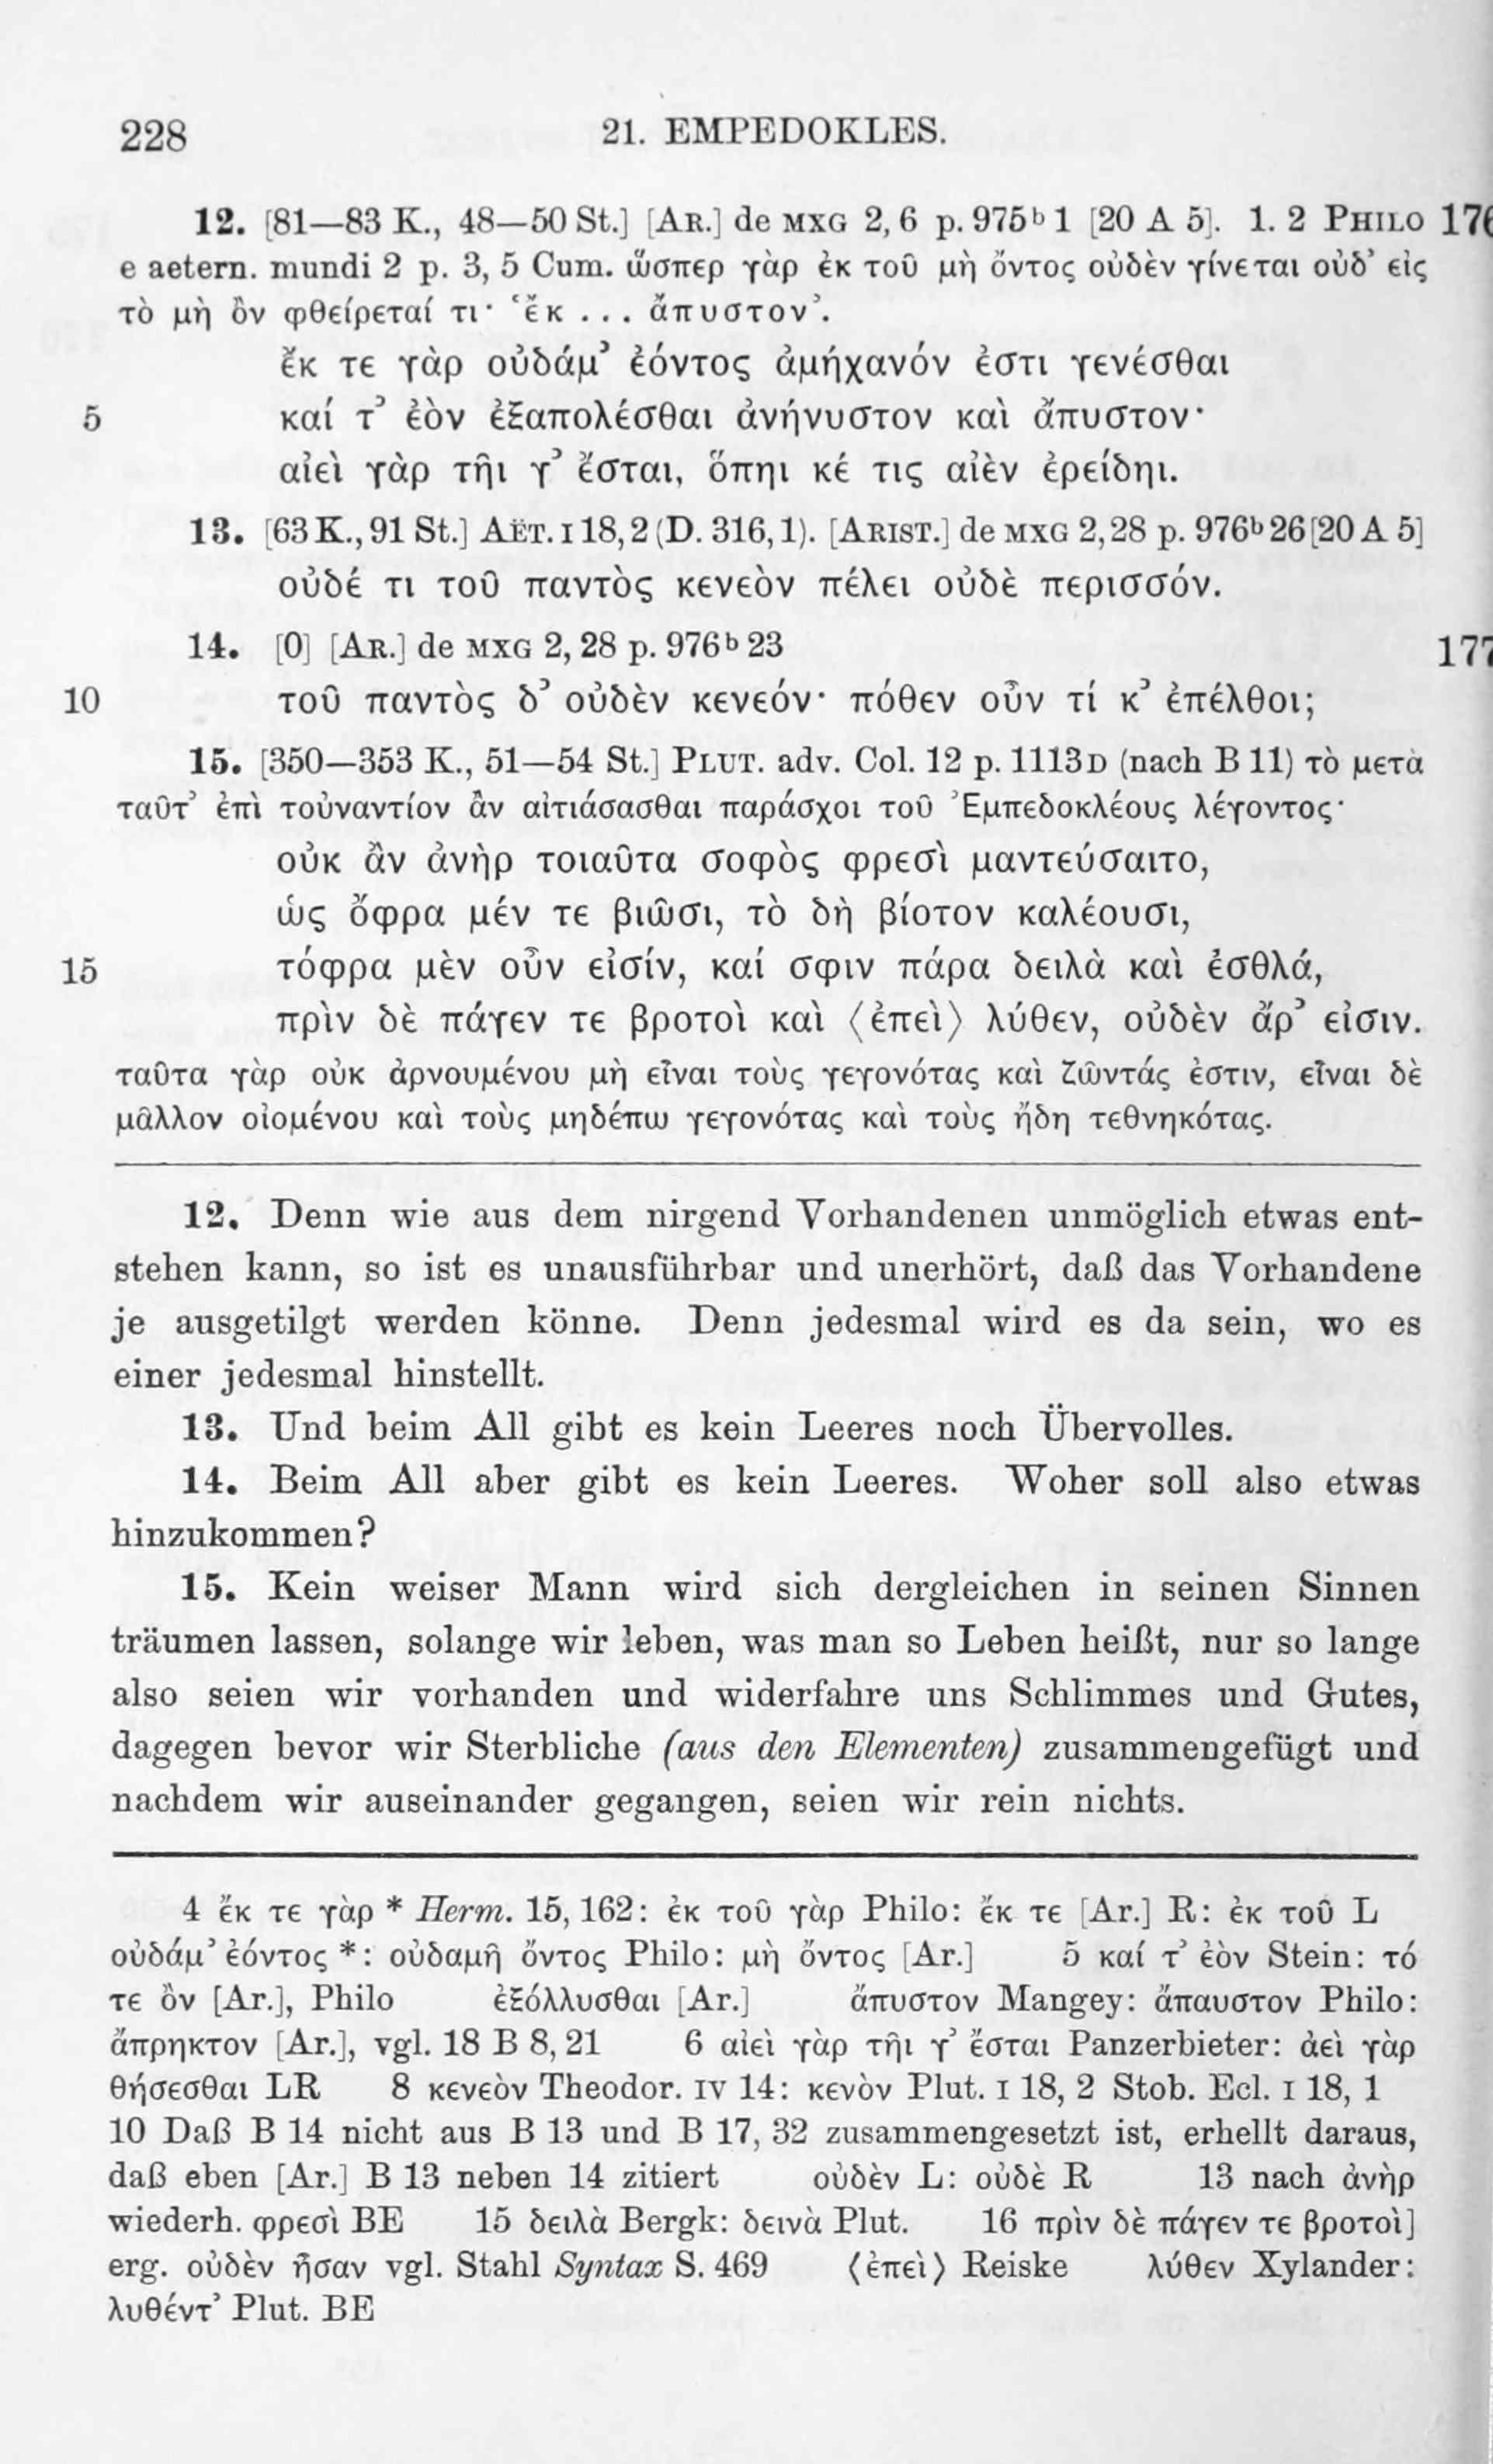 228
21. EMPEDOKLES.
12. [81—83 K., 48—50 St.] [AR.] de MXG 2, 6 p. 975ᵇ 1 [20 A 5]. 1. 2 PHILO 176
e aetern. mundi 2 p. 3, 5 Cum. ὥσπερ γὰρ ἐκ τοῦ μὴ ὄντος οὐδὲν γίνεται οὐδ’ εἰς
τὸ μὴ ὂν φθείρεταί τι· ‘ἔκ ... ἄπυστον’.
ἔκ τε γὰρ οὐδάμ’ ἐόντος ἀμήχανόν ἐστι γενέσθαι
5 καί τ’ ἐὸν ἐξαπολέσθαι ἀνήνυστον καὶ ἄπυστον·
αἰεὶ γὰρ τῆι γ’ ἔσται, ὅπηι κέ τις αἰὲν ἐρείδηι.
13. [63 K., 91 St.] AËT. I 18, 2 (D. 316, 1). [ARIST.] de MXG 2, 28 p. 976ᵇ 26 [20 A 5]
οὐδέ τι τοῦ παντὸς κενεὸν πέλει οὐδὲ περισσόν.
14. [0] [AR.] de MXG 2, 28 p. 976ᵇ 23 177
10 τοῦ παντὸς δ’ οὐδὲν κενεόν· πόθεν οὖν τί κ’ ἐπέλθοι;
15. [350—353 K., 51—54 St.] PLUT. adv. Col. 12 p. 1113D (nach B 11) τὸ μετὰ
ταῦτ’ ἐπὶ τοὐναντίον ἂν αἰτιάσασθαι παράσχοι τοῦ Ἐμπεδοκλέους λέγοντος·
οὐκ ἂν ἀνὴρ τοιαῦτα σοφὸς φρεσὶ μαντεύσαιτο,
ὡς ὄφρα μέν τε βιῶσι, τὸ δὴ βίοτον καλέουσι,
15 τόφρα μὲν οὖν εἰσίν, καί σφιν πάρα δειλὰ καὶ ἐσθλά,
πρὶν δὲ πάγεν τε βροτοὶ καὶ ⟨ἐπεὶ⟩ λύθεν, οὐδὲν ἄρ’ εἰσιν.
ταῦτα γὰρ οὐκ ἀρνουμένου μὴ εἶναι τοὺς γεγονότας καὶ ζῶντάς ἐστιν, εἶναι δὲ
μᾶλλον οἰομένου καὶ τοὺς μηδέπω γεγονότας καὶ τοὺς ἤδη τεθνηκότας.
12. Denn wie aus dem nirgend Vorhandenen unmöglich etwas ent-
stehen kann, so ist es unausführbar und unerhört, daß das Vorhandene
je ausgetilgt werden könne. Denn jedesmal wird es da sein, wo es
einer jedesmal hinstellt.
13. Und beim All gibt es kein Leeres noch Übervolles.
14. Beim All aber gibt es kein Leeres. Woher soll also etwas
hinzukommen?
15. Kein weiser Mann wird sich dergleichen in seinen Sinnen
träumen lassen, solange wir leben, was man so Leben heißt, nur so lange
also seien wir vorhanden und widerfahre uns Schlimmes und Gutes,
dagegen bevor wir Sterbliche (aus den Elementen) zusammengefügt und
nachdem wir auseinander gegangen, seien wir rein nichts.
4 ἔκ τε γὰρ * Herm. 15, 162: ἐκ τοῦ γὰρ Philo: ἔκ τε [Ar.] R: ἐκ τοῦ L
οὐδάμ’ ἐόντος *: οὐδαμῆ ὄντος Philo: μὴ ὄντος [Ar.] 5 καί τ’ ἐὸν Stein: τό
τε ὂν [Ar.], Philo ἐξόλλυσθαι [Ar.] ἄπυστον Mangey: ἄπαυστον Philo:
ἄπρηκτον [Ar.], vgl. 18 B 8, 21 6 αἰεὶ γὰρ τῆι γ’ ἔσται Panzerbieter: ἀεὶ γὰρ
θήσεσθαι LR 8 κενεὸν Theodor. IV 14: κενὸν Plut. I 18, 2 Stob. Ecl. I 18, 1
10 Daß B 14 nicht aus B 13 und B 17, 32 zusammengesetzt ist, erhellt daraus,
daß eben [Ar.] B 13 neben 14 zitiert οὐδὲν L: οὐδὲ R 13 nach ἀνὴρ
wiederh. φρεσὶ BE 15 δειλὰ Bergk: δεινὰ Plut. 16 πρὶν δὲ πάγεν τε βροτοὶ]
erg. οὐδὲν ἦσαν vgl. Stahl Syntax S. 469 ⟨ἐπεὶ⟩ Reiske λύθεν Xylander:
λυθέντ’ Plut. BE